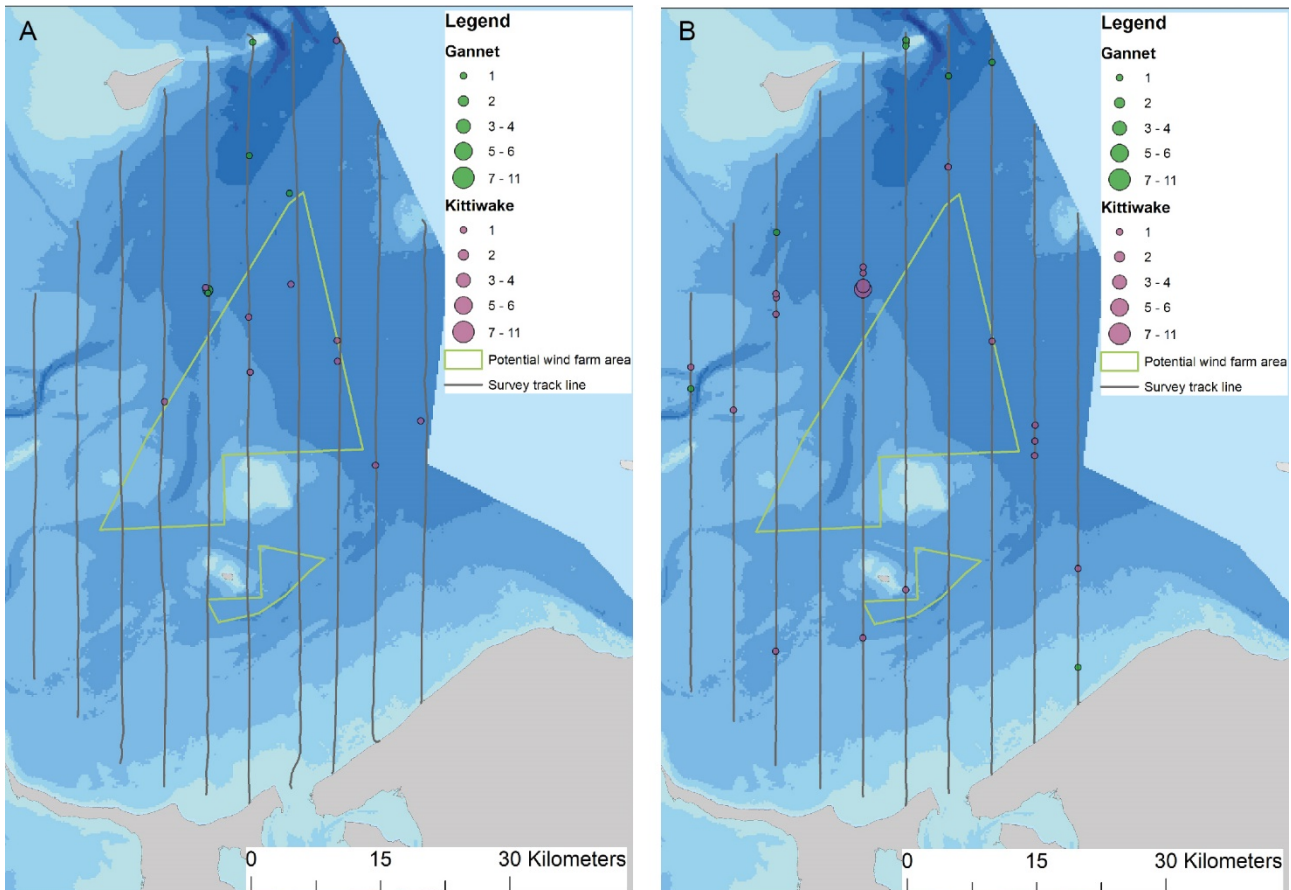 A
Legend
Gannet
1
2
3 - 4
5 - 6
7 - 11
Kittiwake
1
2
3 - 4
5 - 6
7 - 11
Potential wind farm area
Survey track line
0 15 30 Kilometers
B
Legend
Gannet
1
2
3 - 4
5 - 6
7 - 11
Kittiwake
1
2
3 - 4
5 - 6
7 - 11
Potential wind farm area
Survey track line
0 15 30 Kilometers